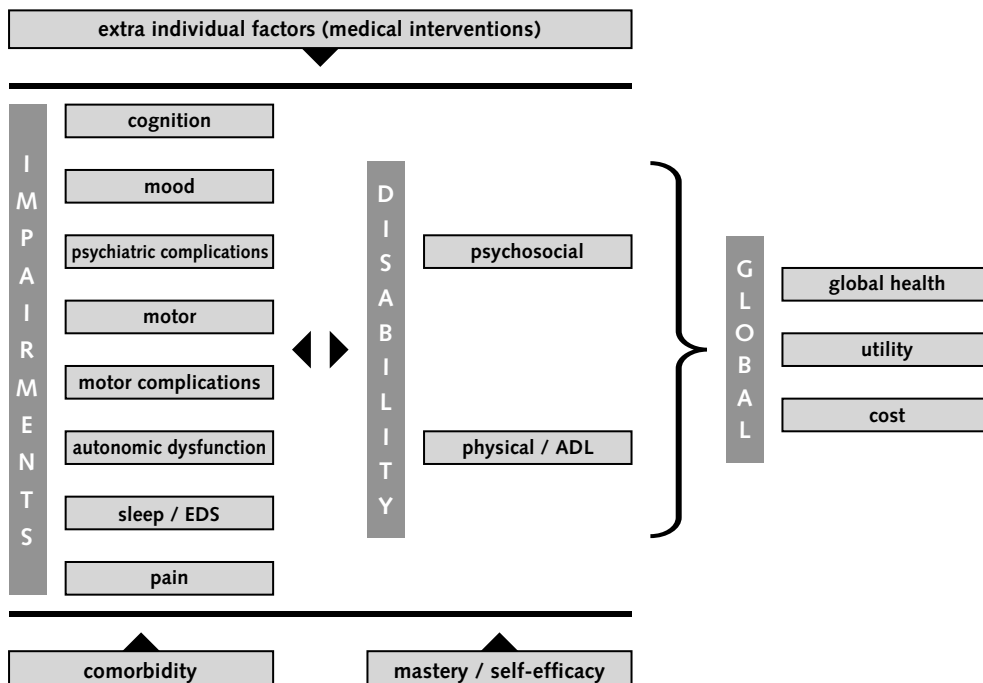 extra individual factors (medical interventions)
IMPAIRMENTS
cognition
mood
psychiatric complications
motor
motor complications
autonomic dysfunction
sleep / EDS
pain
DISABILITY
psychosocial
physical / ADL
GLOBAL
global health
utility
cost
comorbidity
mastery / self-efficacy